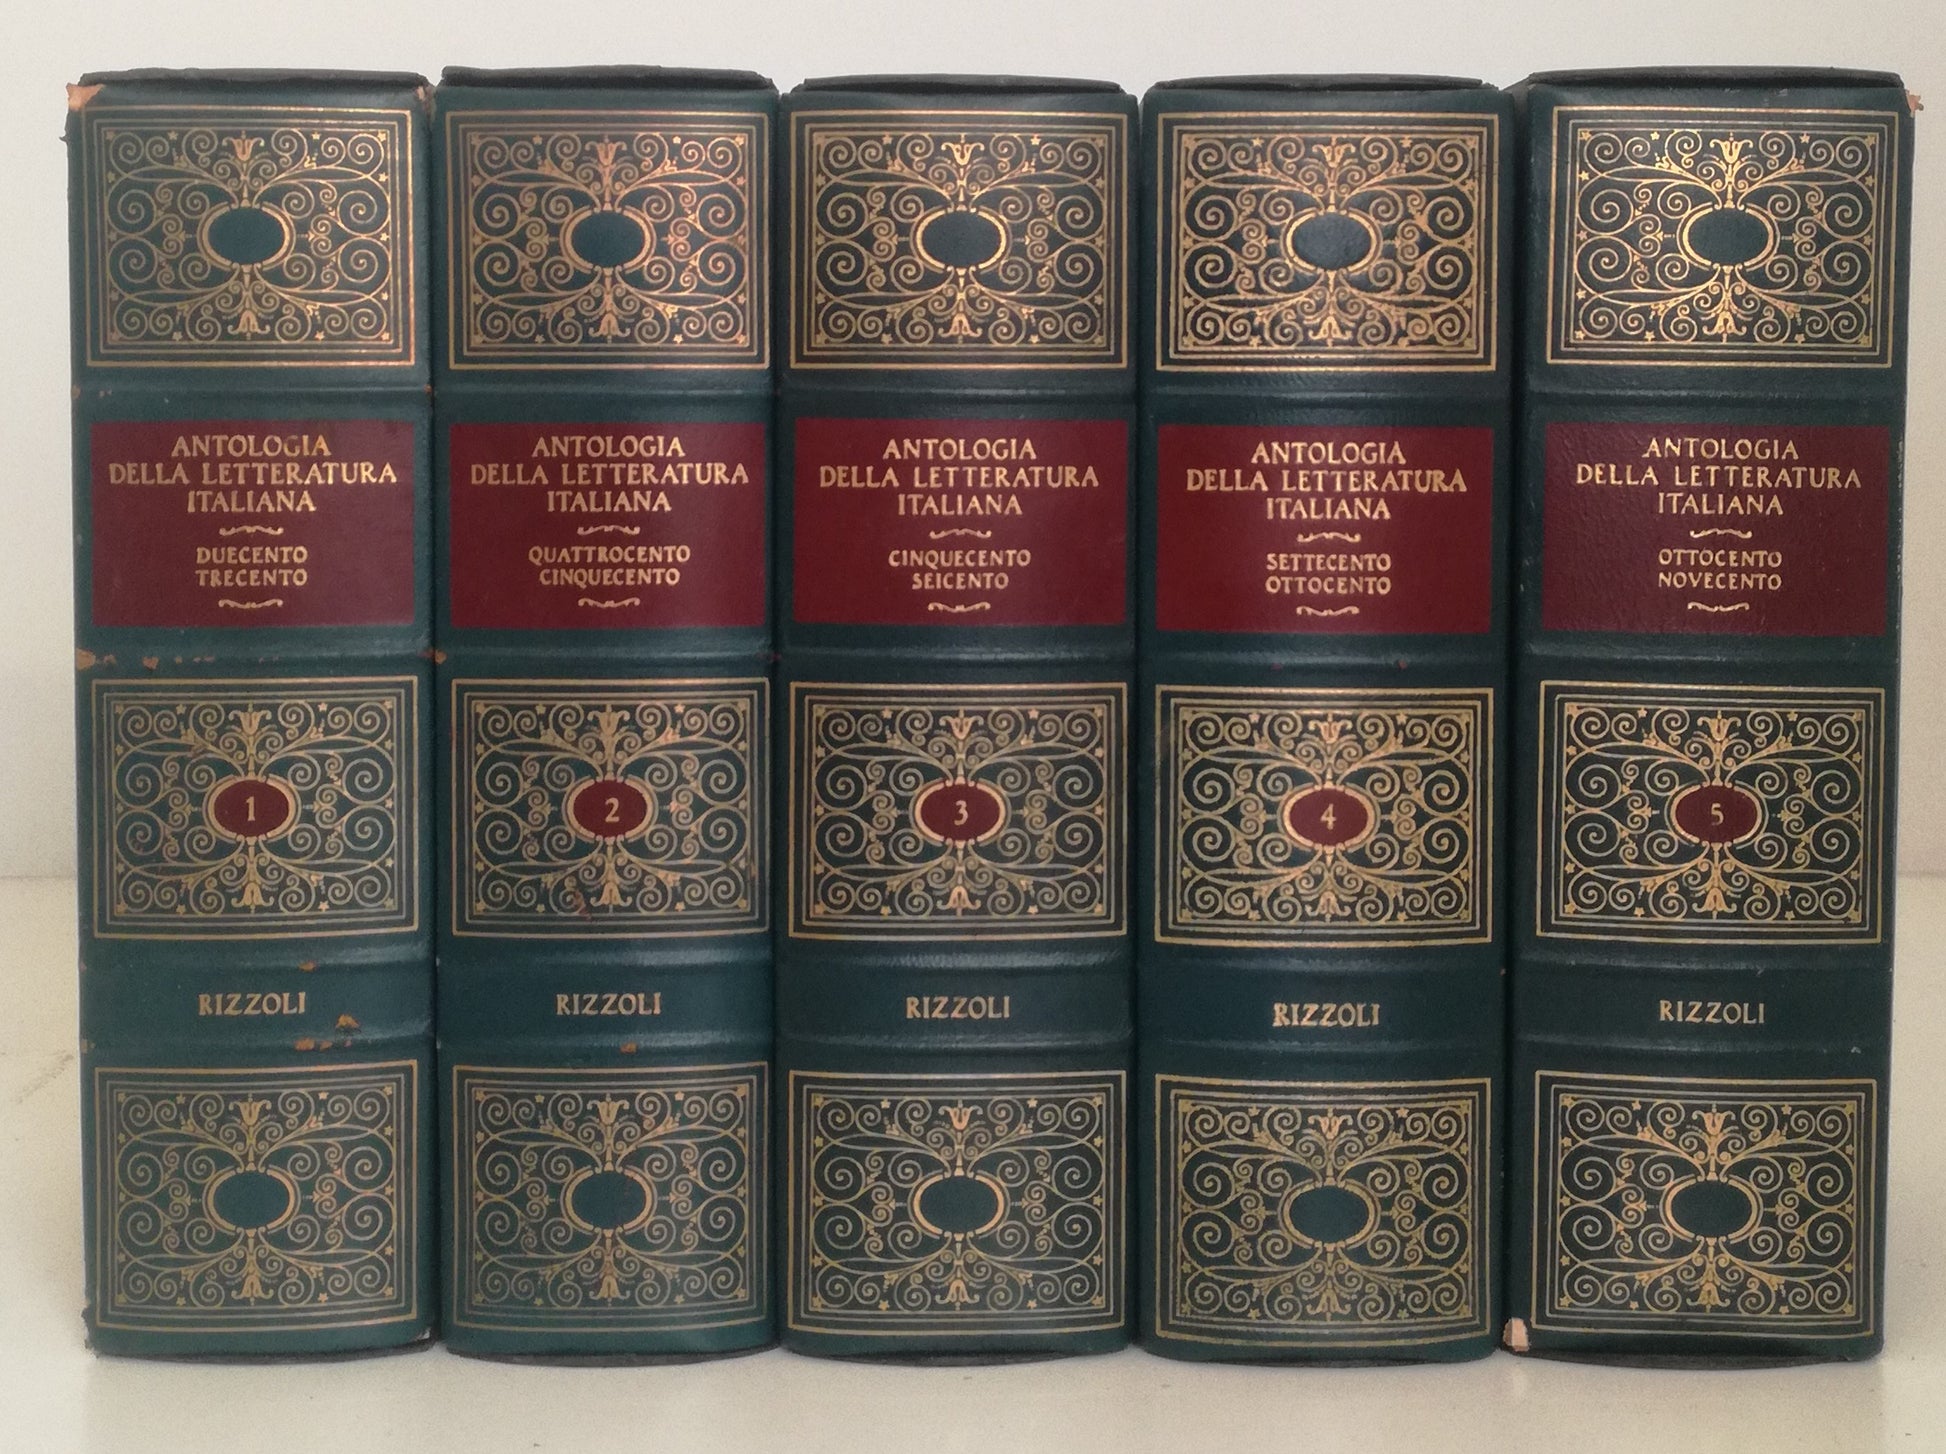 ANTOLOGIA
DELLA LETTERATURA
ITALIANA
DUECENTO
TRECENTO
1
RIZZOLI
ANTOLOGIA
DELLA LETTERATURA
ITALIANA
QUATTROCENTO
CINQUECENTO
2
RIZZOLI
ANTOLOGIA
DELLA LETTERATURA
ITALIANA
CINQUECENTO
SEICENTO
3
RIZZOLI
ANTOLOGIA
DELLA LETTERATURA
ITALIANA
SETTECENTO
OTTOCENTO
4
RIZZOLI
ANTOLOGIA
DELLA LETTERATURA
ITALIANA
OTTOCENTO
NOVECENTO
5
RIZZOLI